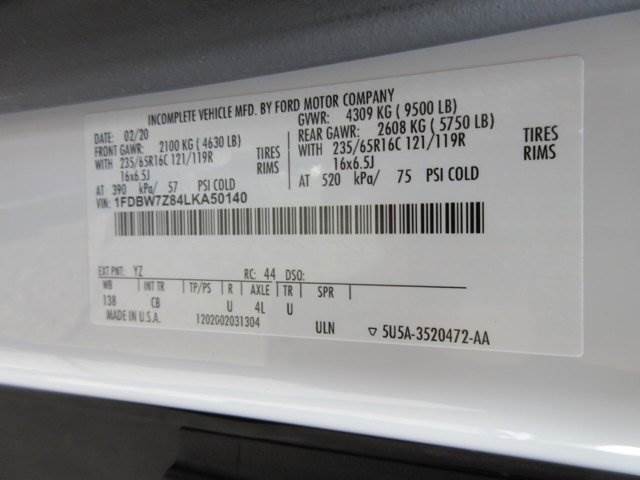 INCOMPLETE VEHICLE MFD. BY FORD MOTOR COMPANY
DATE: 02/20 GVWR: 4309 KG ( 9500 LB)
FRONT GAWR: 2100 KG ( 4630 LB) REAR GAWR: 2608 KG ( 5750 LB)
WITH 235/65R16C 121/119R TIRES WITH 235/65R16C 121/119R TIRES
16x6.5J RIMS 16x6.5J RIMS
AT 390 kPa/ 57 PSI COLD AT 520 kPa/ 75 PSI COLD
VIN: 1FDBW7Z84LKA50140
EXT PNT: YZ RC: 44 DSO:
WB INT TR TP/PS R AXLE TR SPR
138 CB U 4L U
MADE IN U.S.A. 12020G02031304 ULN ▽ 5U5A-3520472-AA